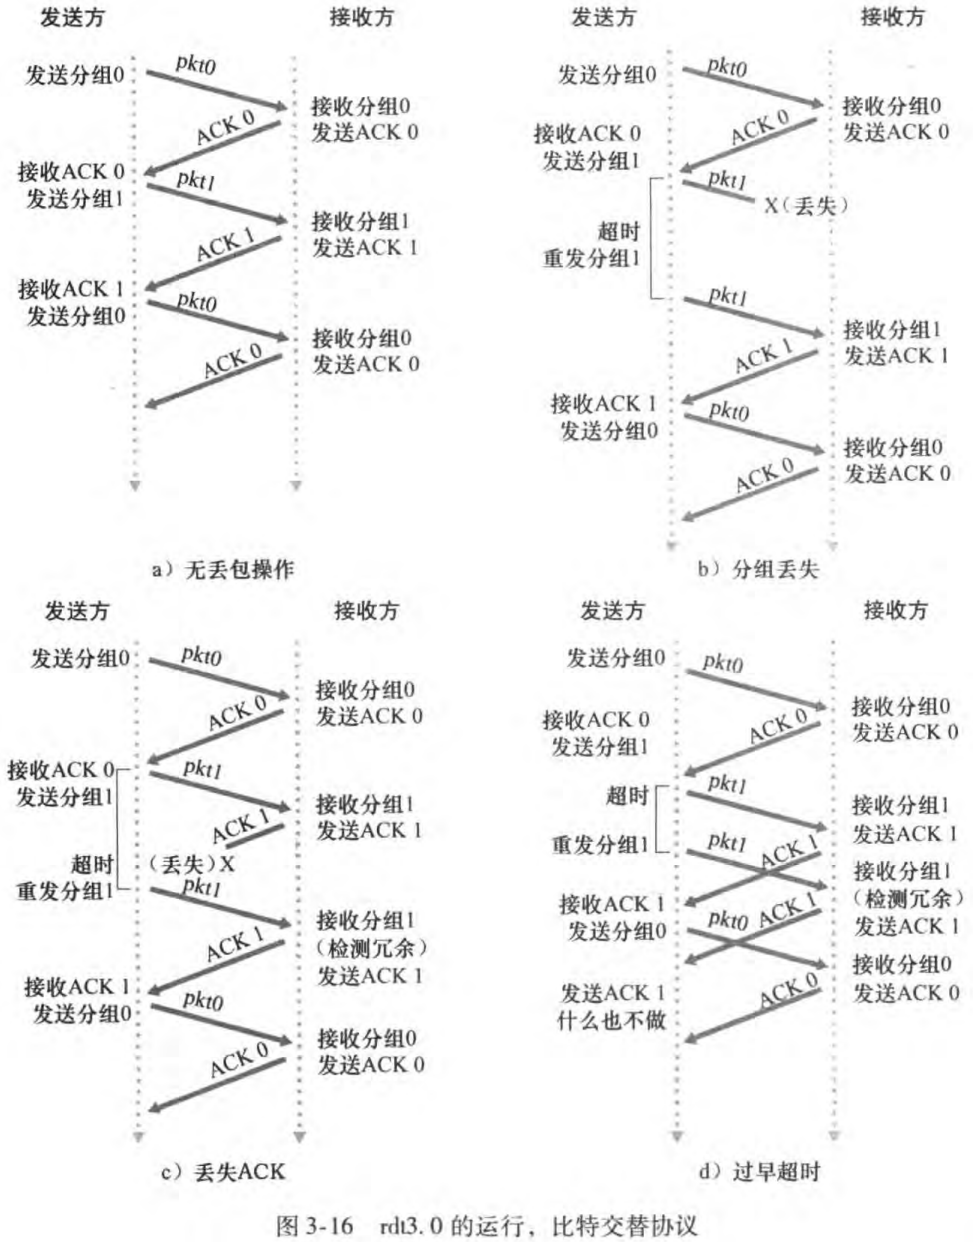 发送方
接收方
发送分组0
pkt0
接收分组0
发送ACK 0
ACK 0
接收ACK 0
发送分组1
pkt1
接收分组1
发送ACK 1
ACK 1
接收ACK 1
发送分组0
pkt0
接收分组0
发送ACK 0
ACK 0
a）无丢包操作
发送方
接收方
发送分组0
pkt0
接收分组0
发送ACK 0
ACK 0
接收ACK 0
发送分组1
pkt1
X（丢失）
超时
重发分组1
pkt1
接收分组1
发送ACK 1
ACK 1
接收ACK 1
发送分组0
pkt0
接收分组0
发送ACK 0
ACK 0
b）分组丢失
发送方
接收方
发送分组0
pkt0
接收分组0
发送ACK 0
ACK 0
接收ACK 0
发送分组1
pkt1
接收分组1
发送ACK 1
ACK 1
（丢失）X
超时
重发分组1
pkt1
接收分组1
（检测冗余）
发送ACK 1
ACK 1
接收ACK 1
发送分组0
pkt0
接收分组0
发送ACK 0
ACK 0
c）丢失ACK
发送方
接收方
发送分组0
pkt0
接收分组0
发送ACK 0
ACK 0
接收ACK 0
发送分组1
pkt1
接收分组1
发送ACK 1
超时
重发分组1
pkt1
ACK 1
接收分组1
（检测冗余）
发送ACK 1
接收ACK 1
发送分组0
pkt0
ACK 1
接收分组0
发送ACK 0
发送ACK 1
什么也不做
ACK 0
d）过早超时
图 3-16 rdt3. 0 的运行，比特交替协议